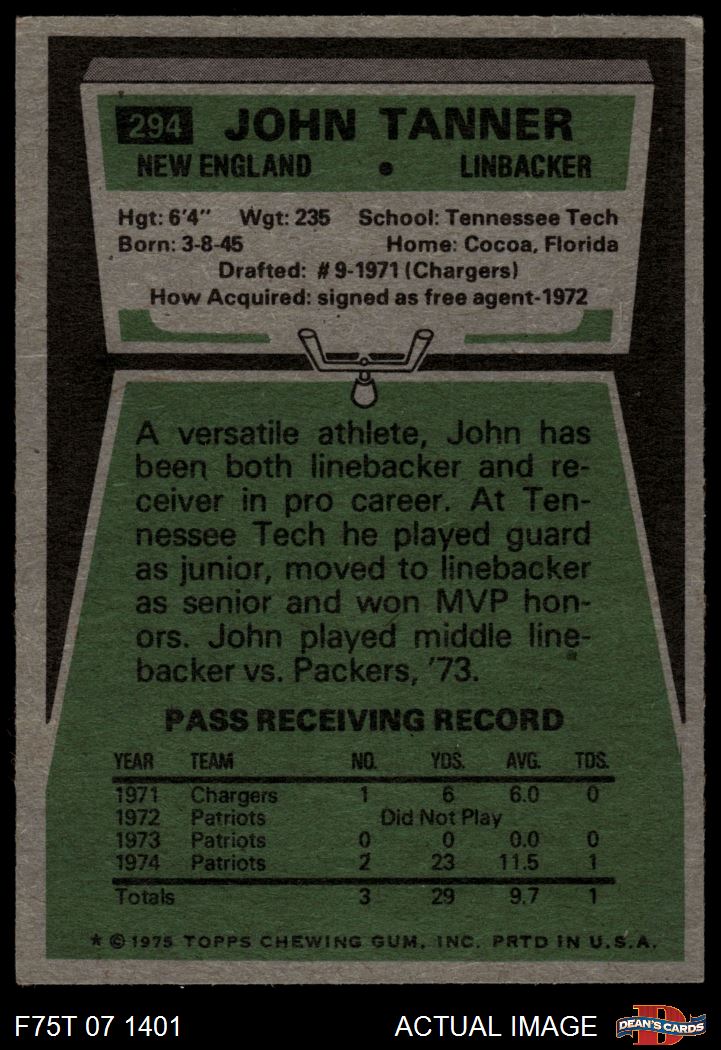 294 JOHN TANNER
NEW ENGLAND • LINBACKER
Hgt: 6'4" Wgt: 235 School: Tennessee Tech
Born: 3-8-45 Home: Cocoa, Florida
Drafted: #9-1971 (Chargers)
How Acquired: signed as free agent-1972
A versatile athlete, John has
been both linebacker and re-
ceiver in pro career. At Ten-
nessee Tech he played guard
as junior, moved to linebacker
as senior and won MVP hon-
ors. John played middle line-
backer vs. Packers, '73.
PASS RECEIVING RECORD
YEAR TEAM NO. YDS. AVG. TDS.
1971 Chargers 1 6 6.0 0
1972 Patriots Did Not Play
1973 Patriots 0 0 0.0 0
1974 Patriots 2 23 11.5 1
Totals 3 29 9.7 1
* © 1975 TOPPS CHEWING GUM, INC. PRTD IN U.S.A.
F75T 07 1401 ACTUAL IMAGE D DEAN'S CARDS